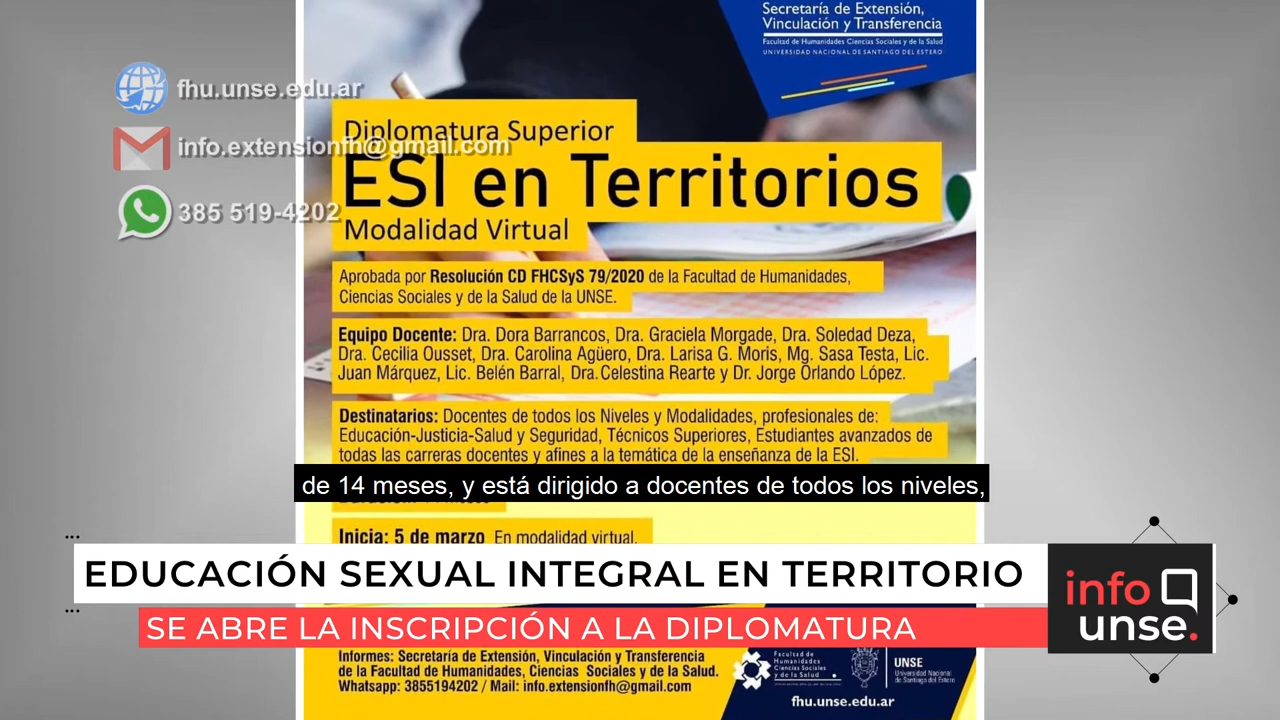 Secretaría de Extensión,
Vinculación y Transferencia
Facultad de Humanidades Ciencias Sociales y de la Salud
UNIVERSIDAD NACIONAL DE SANTIAGO DEL ESTERO
fhu.unse.edu.ar
info.extensionfh@gmail.com
385 519-4202
Diplomatura Superior
ESI en Territorios
Modalidad Virtual
Aprobada por Resolución CD FHCSyS 79/2020 de la Facultad de Humanidades,
Ciencias Sociales y de la Salud de la UNSE.
Equipo Docente: Dra. Dora Barrancos, Dra. Graciela Morgade, Dra. Soledad Deza,
Dra. Cecilia Ousset, Dra. Carolina Agüero, Dra. Larisa G. Moris, Mg. Sasa Testa, Lic.
Juan Márquez, Lic. Belén Barral, Dra.Celestina Rearte y Dr. Jorge Orlando López.
Destinatarios: Docentes de todos los Niveles y Modalidades, profesionales de:
Educación-Justicia-Salud y Seguridad, Técnicos Superiores, Estudiantes avanzados de
todas las carreras docentes y afines a la temática de la enseñanza de la ESI.
de 14 meses, y está dirigido a docentes de todos los niveles,
Inicia: 5 de marzo En modalidad virtual.
EDUCACIÓN SEXUAL INTEGRAL EN TERRITORIO
SE ABRE LA INSCRIPCIÓN A LA DIPLOMATURA
info
unse.
Informes: Secretaría de Extensión, Vinculación y Transferencia
de la Facultad de Humanidades, Ciencias Sociales y de la Salud.
Whatsapp: 3855194202 / Mail: info.extensionfh@gmail.com
Facultad de
Humanidades
Ciencias Sociales
y de la Salud
UNSE
Universidad Nacional
de Santiago del Estero
fhu.unse.edu.ar